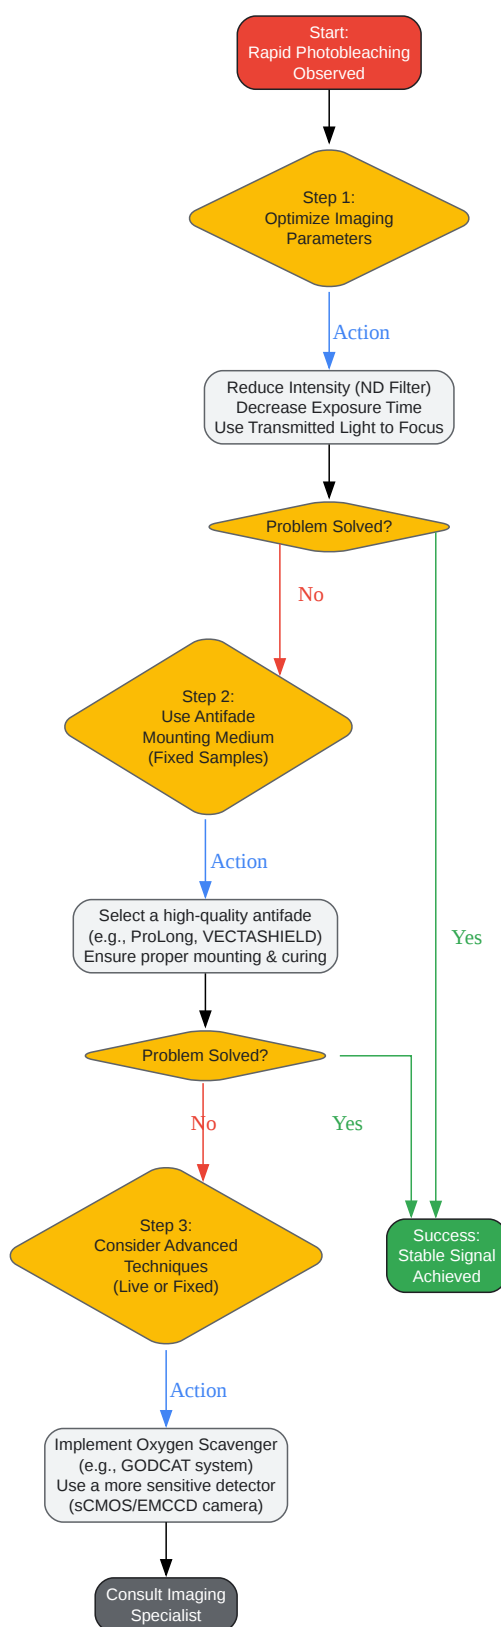 Start:
Rapid Photobleaching
Observed
Step 1:
Optimize Imaging
Parameters
Action
Reduce Intensity (ND Filter)
Decrease Exposure Time
Use Transmitted Light to Focus
Problem Solved?
No
Step 2:
Use Antifade
Mounting Medium
(Fixed Samples)
Action
Select a high-quality antifade
(e.g., ProLong, VECTASHIELD)
Ensure proper mounting & curing
Yes
Problem Solved?
No
Yes
Step 3:
Consider Advanced
Techniques
(Live or Fixed)
Success:
Stable Signal
Achieved
Action
Implement Oxygen Scavenger
(e.g., GODCAT system)
Use a more sensitive detector
(sCMOS/EMCCD camera)
Consult Imaging
Specialist